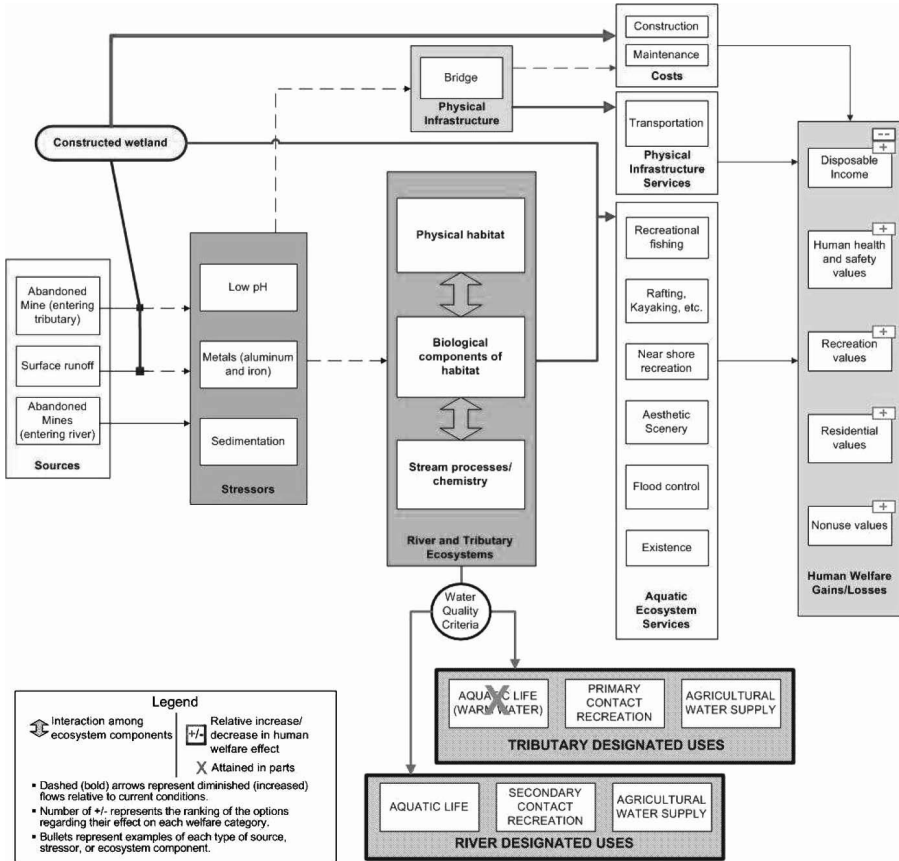 Construction
Maintenance
Costs
Bridge
Physical
Infrastructure
Transportation
Physical
Infrastructure
Services
Constructed wetland
--
+
Disposable
Income
+
Human health
and safety
values
+
Recreation
values
+
Residential
values
+
Nonuse values
Human Welfare
Gains/Losses
Recreational
fishing
Rafting,
Kayaking, etc.
Near shore
recreation
Aesthetic
Scenery
Flood control
Existence
Aquatic
Ecosystem
Services
Physical habitat
Biological
components of
habitat
Stream processes/
chemistry
River and Tributary
Ecosystems
Low pH
Metals (aluminum
and iron)
Sedimentation
Stressors
Abandoned
Mine (entering
tributary)
Surface runoff
Abandoned
Mines
(entering river)
Sources
Water
Quality
Criteria
AQUATIC LIFE
(WARM WATER)
X
PRIMARY
CONTACT
RECREATION
AGRICULTURAL
WATER SUPPLY
TRIBUTARY DESIGNATED USES
AQUATIC LIFE
SECONDARY
CONTACT
RECREATION
AGRICULTURAL
WATER SUPPLY
RIVER DESIGNATED USES
Legend
Interaction among
ecosystem components
+/-
Relative increase/
decrease in human
welfare effect
X Attained in parts
▪ Dashed (bold) arrows represent diminished (increased)
flows relative to current conditions.
▪ Number of +/- represents the ranking of the options
regarding their effect on each welfare category.
▪ Bullets represent examples of each type of source,
stressor, or ecosystem component.